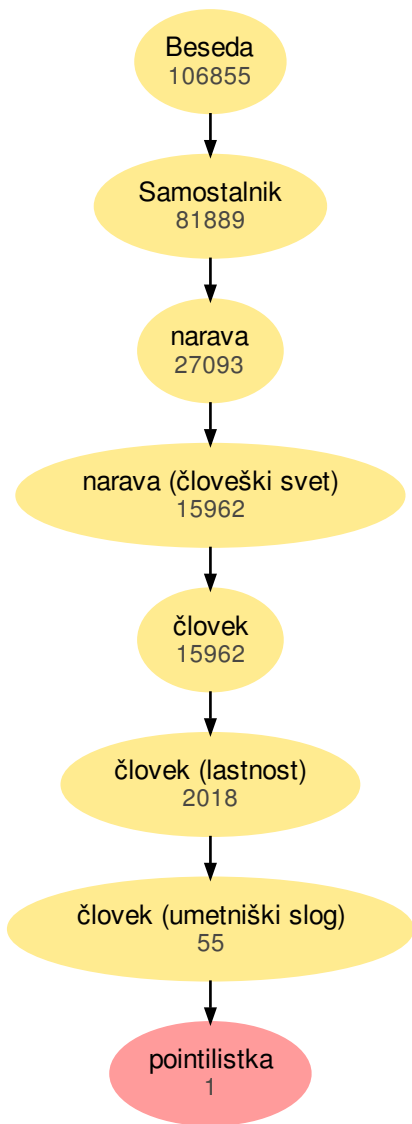 Beseda
106855
Samostalnik
81889
narava
27093
narava (človeški svet)
15962
človek
15962
človek (lastnost)
2018
človek (umetniški slog)
55
pointilistka
1